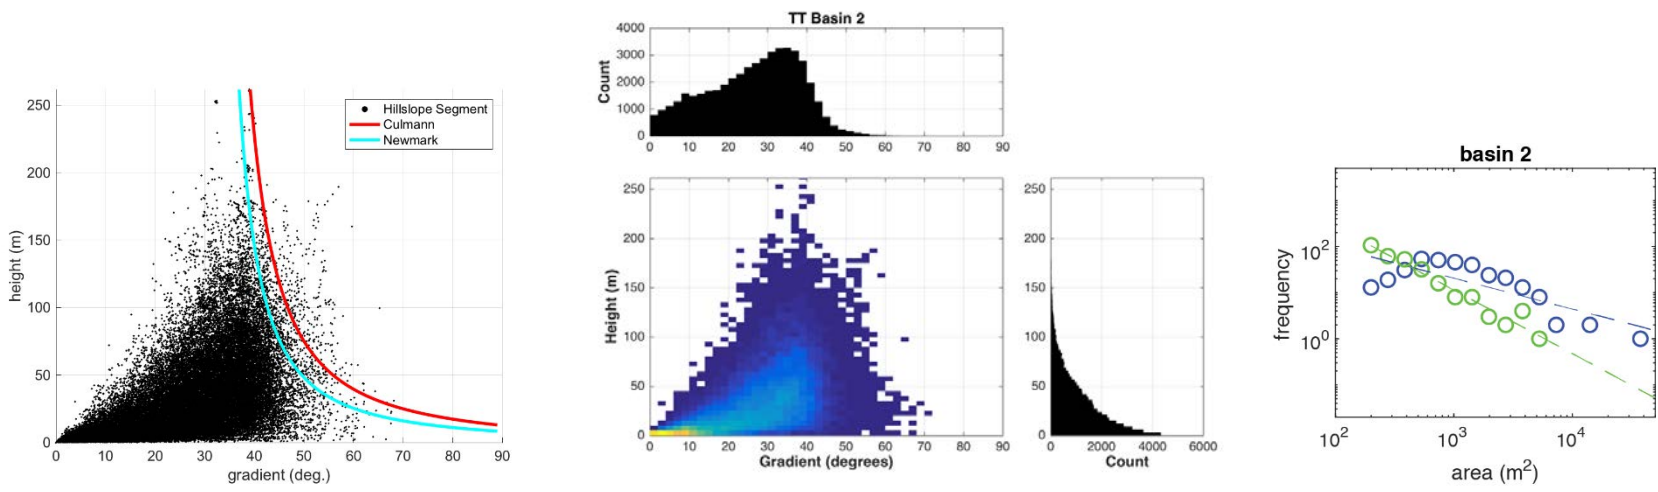 250
200
150
100
50
0
height (m)
0 10 20 30 40 50 60 70 80 90
gradient (deg.)
Hillslope Segment
Culmann
Newmark
TT Basin 2
4000
3000
2000
1000
0
Count
0 10 20 30 40 50 60 70 80 90
250
200
150
100
50
0
Height (m)
0 10 20 30 40 50 60 70 80 90
Gradient (degrees)
250
200
150
100
50
0
0 2000 4000 6000
Count
basin 2
10²
10⁰
frequency
10² 10³ 10⁴
area (m²)